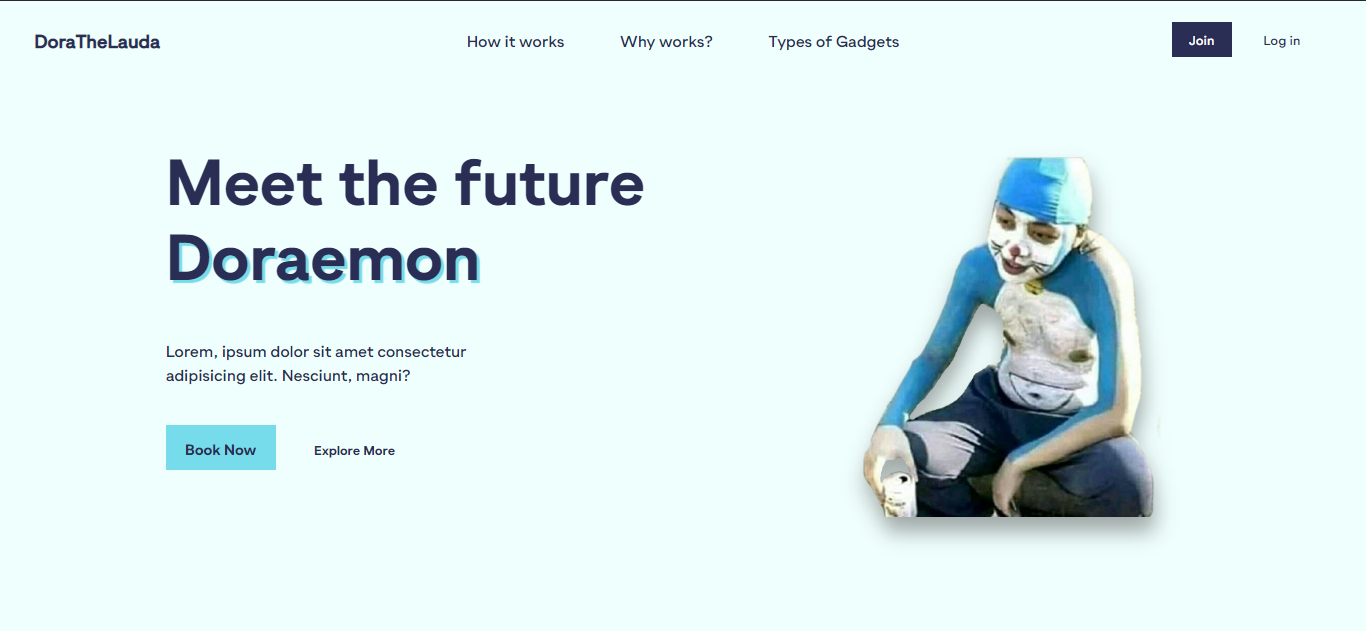 DoraTheLauda
How it works
Why works?
Types of Gadgets
Join
Log in
Meet the future
Doraemon
Lorem, ipsum dolor sit amet consectetur
adipisicing elit. Nesciunt, magni?
Book Now
Explore More